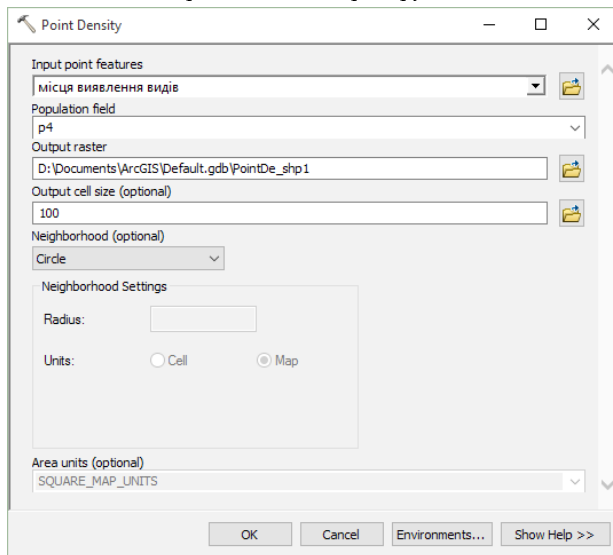 Point Density
Input point features
місця виявлення видів
Population field
p4
Output raster
D:\Documents\ArcGIS\Default.gdb\PointDe_shp1
Output cell size (optional)
100
Neighborhood (optional)
Circle
Neighborhood Settings
Radius:
Units: Cell Map
Area units (optional)
SQUARE_MAP_UNITS
OK Cancel Environments... Show Help >>